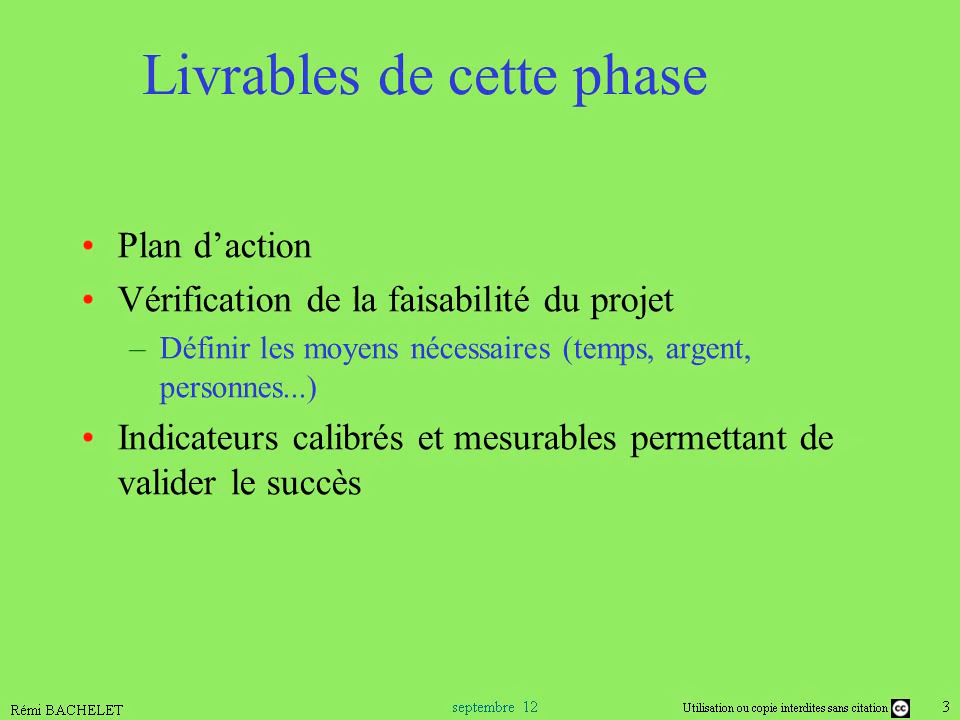 Livrables de cette phase
• Plan d’action
• Vérification de la faisabilité du projet
– Définir les moyens nécessaires (temps, argent,
personnes...)
• Indicateurs calibrés et mesurables permettant de
valider le succès
Rémi BACHELET
septembre 12
Utilisation ou copie interdites sans citation cc
3